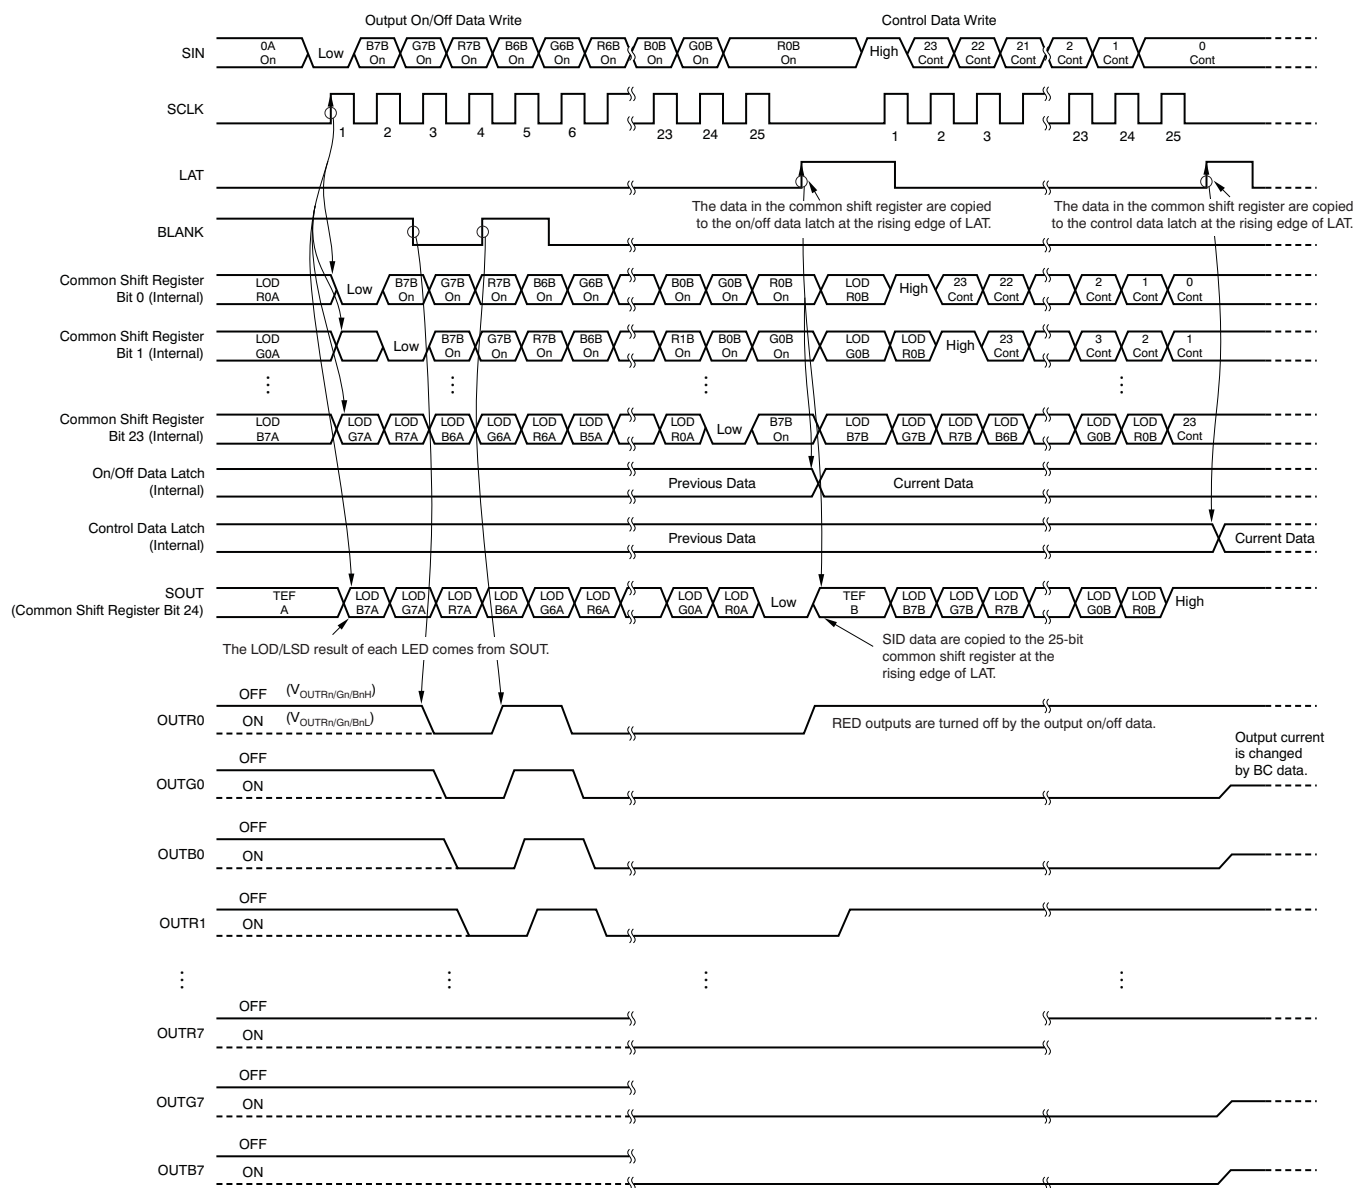 Output On/Off Data Write
Control Data Write
SIN
0A On
Low
B7B On
G7B On
R7B On
B6B On
G6B On
R6B On
B0B On
G0B On
R0B On
High
23 Cont
22 Cont
21 Cont
2 Cont
1 Cont
0 Cont
SCLK
1 2 3 4 5 6 23 24 25 1 2 3 23 24 25
LAT
The data in the common shift register are copied
to the on/off data latch at the rising edge of LAT.
The data in the common shift register are copied
to the control data latch at the rising edge of LAT.
BLANK
Common Shift Register
Bit 0 (Internal)
LOD R0A
Low
B7B On
G7B On
R7B On
B6B On
G6B On
B0B On
G0B On
R0B On
LOD R0B
High
23 Cont
22 Cont
2 Cont
1 Cont
0 Cont
Common Shift Register
Bit 1 (Internal)
LOD G0A
Low
B7B On
G7B On
R7B On
B6B On
R1B On
B0B On
G0B On
LOD G0B
LOD R0B
High
23 Cont
3 Cont
2 Cont
1 Cont
Common Shift Register
Bit 23 (Internal)
LOD B7A
LOD G7A
LOD R7A
LOD B6A
LOD G6A
LOD R6A
LOD B5A
LOD R0A
Low
B7B On
LOD B7B
LOD G7B
LOD R7B
LOD B6B
LOD G0B
LOD R0B
23 Cont
On/Off Data Latch
(Internal)
Previous Data
Current Data
Control Data Latch
(Internal)
Previous Data
Current Data
SOUT
(Common Shift Register Bit 24)
TEF A
LOD B7A
LOD G7A
LOD R7A
LOD B6A
LOD G6A
LOD R6A
LOD G0A
LOD R0A
Low
TEF B
LOD B7B
LOD G7B
LOD R7B
LOD G0B
LOD R0B
High
The LOD/LSD result of each LED comes from SOUT.
SID data are copied to the 25-bit
common shift register at the
rising edge of LAT.
OUTR0
OFF (VOUTRn/Gn/BnH)
ON (VOUTRn/Gn/BnL)
RED outputs are turned off by the output on/off data.
Output current
is changed
by BC data.
OUTG0
OFF
ON
OUTB0
OFF
ON
OUTR1
OFF
ON
OUTR7
OFF
ON
OUTG7
OFF
ON
OUTB7
OFF
ON